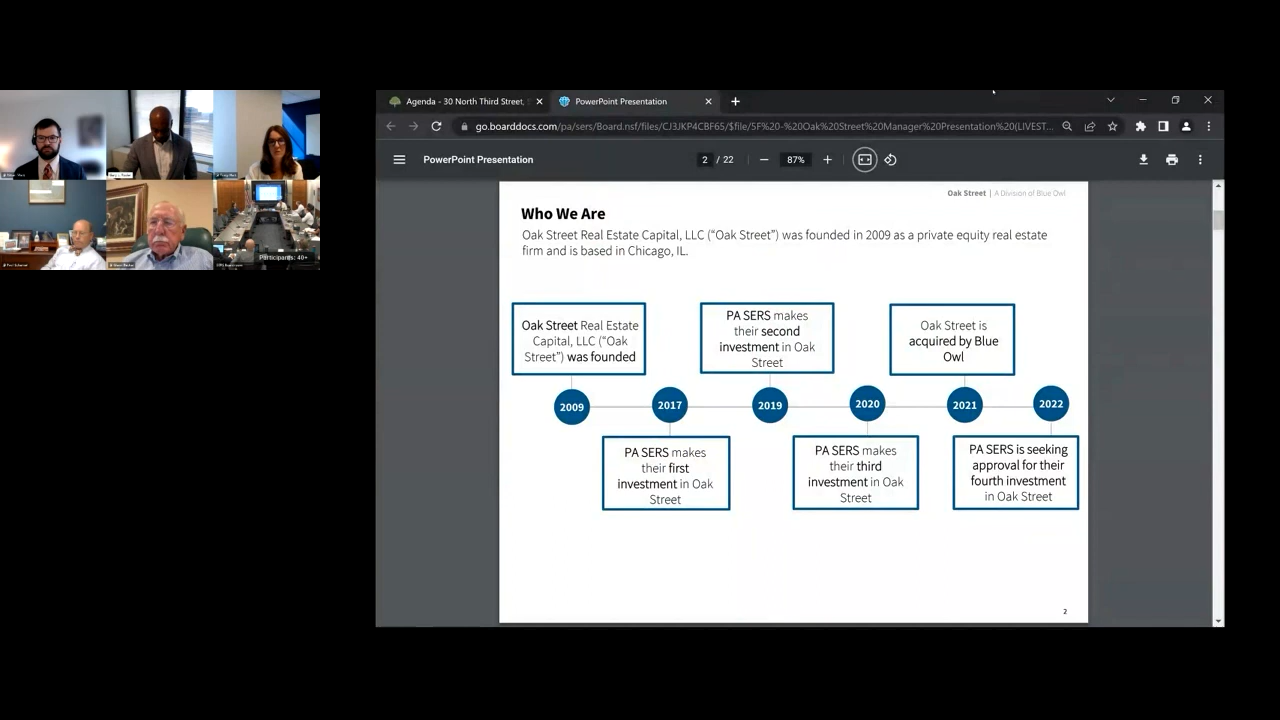 Participants: 40+
Agenda - 30 North Third Street,
PowerPoint Presentation
go.boarddocs.com/pa/sers/Board.nsf/files/CJ3JKP4CBF65/$file/5F%20-%20Oak%20Street%20Manager%20Presentation%20(LIVEST...
PowerPoint Presentation
2 / 22
87%
Oak Street | A Division of Blue Owl
Who We Are
Oak Street Real Estate Capital, LLC (“Oak Street”) was founded in 2009 as a private equity real estate
firm and is based in Chicago, IL.
Oak Street Real Estate
Capital, LLC (“Oak
Street”) was founded
PA SERS makes
their second
investment in Oak
Street
Oak Street is
acquired by Blue
Owl
2009
2017
2019
2020
2021
2022
PA SERS makes
their first
investment in Oak
Street
PA SERS makes
their third
investment in Oak
Street
PA SERS is seeking
approval for their
fourth investment
in Oak Street
2